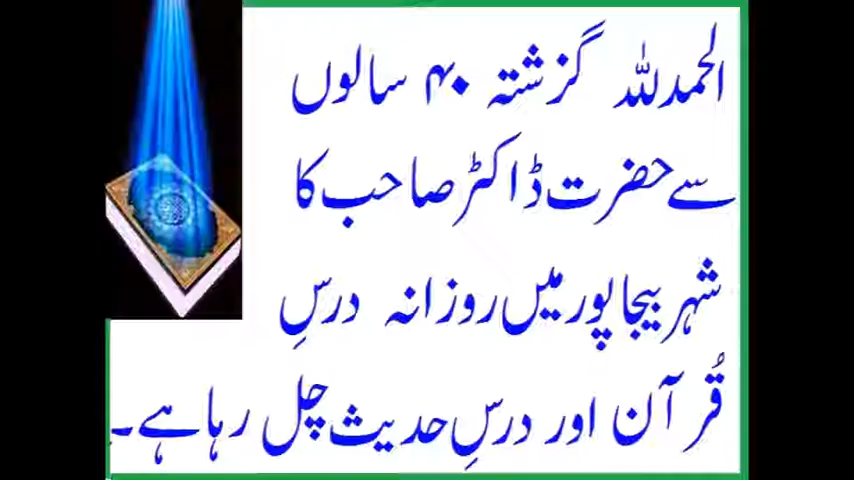 الحمدللہ گزشتہ ۴۰ سالوں
سے حضرت ڈاکٹر صاحب کا
شہر بیجاپور میں روزانہ درسِ
قُرآن اور درسِ حدیث چل رہا ہے۔